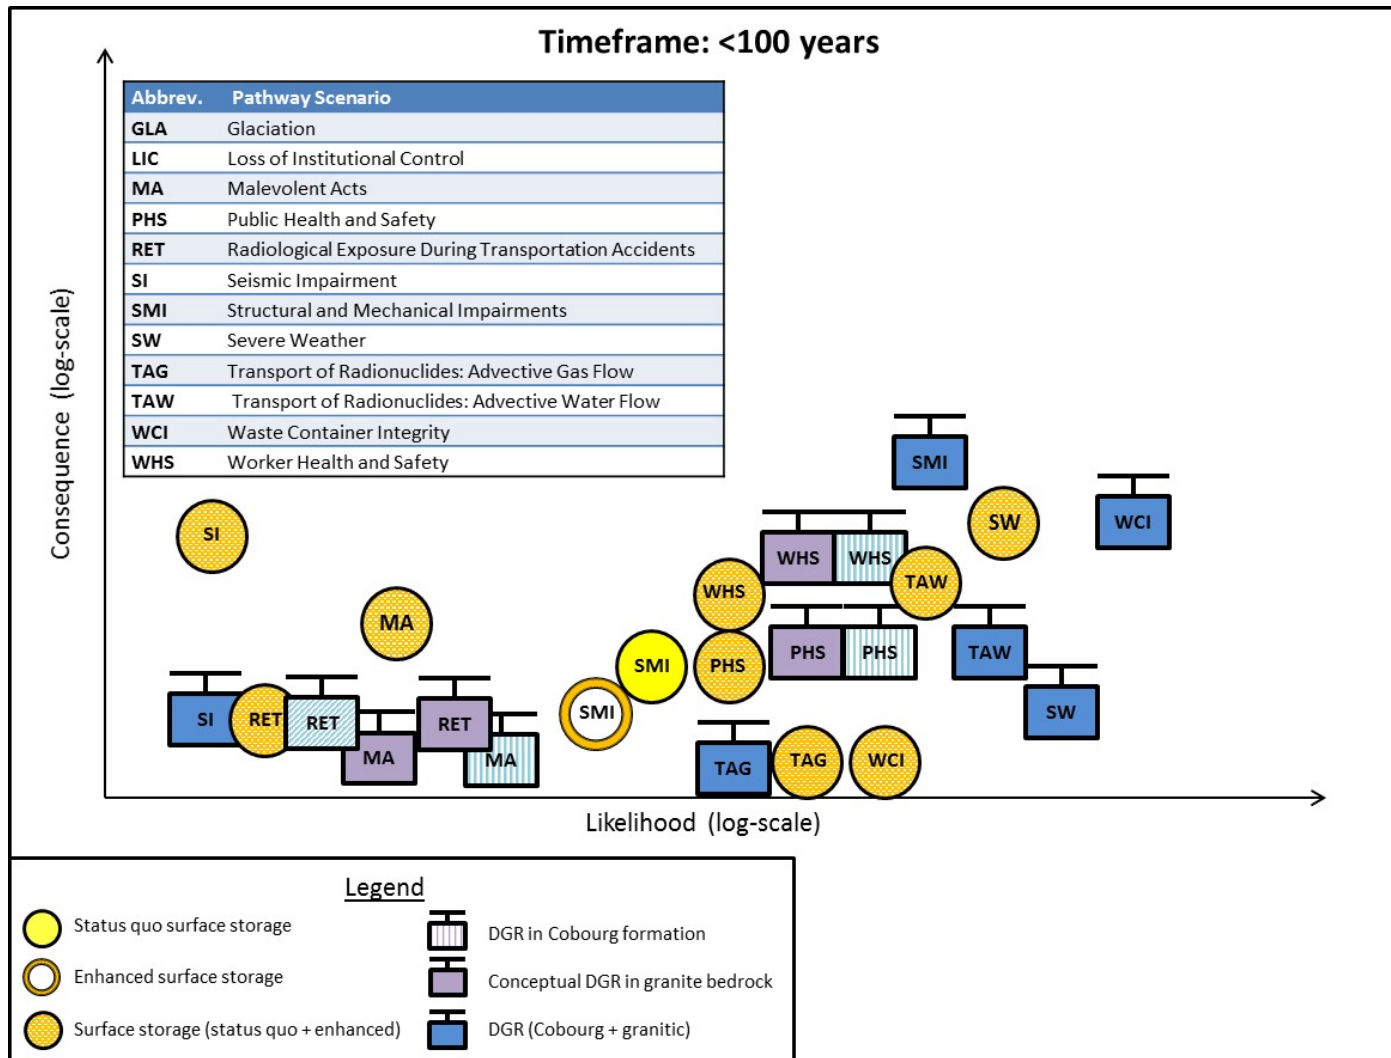 Timeframe: <100 years
Abbrev. Pathway Scenario
GLA Glaciation
LIC Loss of Institutional Control
MA Malevolent Acts
PHS Public Health and Safety
RET Radiological Exposure During Transportation Accidents
SI Seismic Impairment
SMI Structural and Mechanical Impairments
SW Severe Weather
TAG Transport of Radionuclides: Advective Gas Flow
TAW Transport of Radionuclides: Advective Water Flow
WCI Waste Container Integrity
WHS Worker Health and Safety
Consequence (log-scale)
SMI
SI
SW
WCI
WHS
WHS
TAW
WHS
MA
PHS
PHS
TAW
SMI
PHS
SI
RET
RET
RET
SMI
SW
MA
MA
TAG
TAG
WCI
Likelihood (log-scale)
Legend
Status quo surface storage
DGR in Cobourg formation
Enhanced surface storage
Conceptual DGR in granite bedrock
Surface storage (status quo + enhanced)
DGR (Cobourg + granitic)